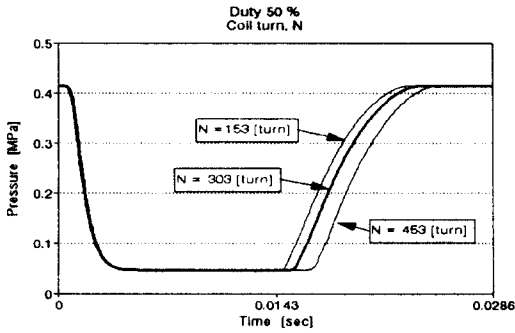 Duty 50 %
Coil turn, N
0.5
0.4
0.3
0.2
0.1
0
Pressure [MPa]
N = 153 [turn]
N = 303 [turn]
N = 453 [turn]
0
0.0143
0.0286
Time [sec]